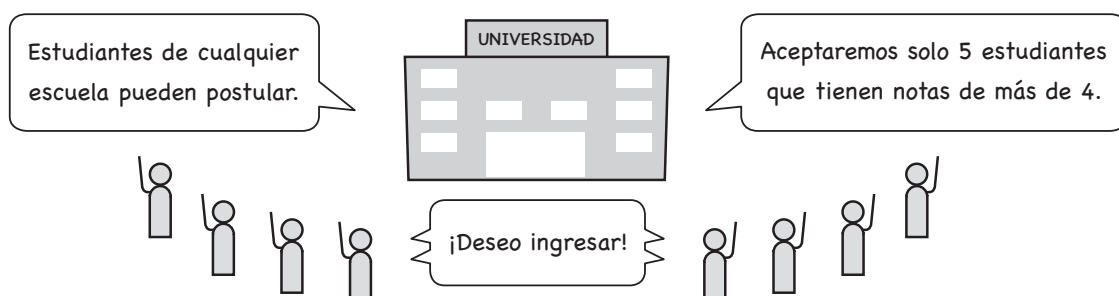 Estudiantes de cualquier
escuela pueden postular.
UNIVERSIDAD
Aceptaremos solo 5 estudiantes
que tienen notas de más de 4.
¡Deseo ingresar!